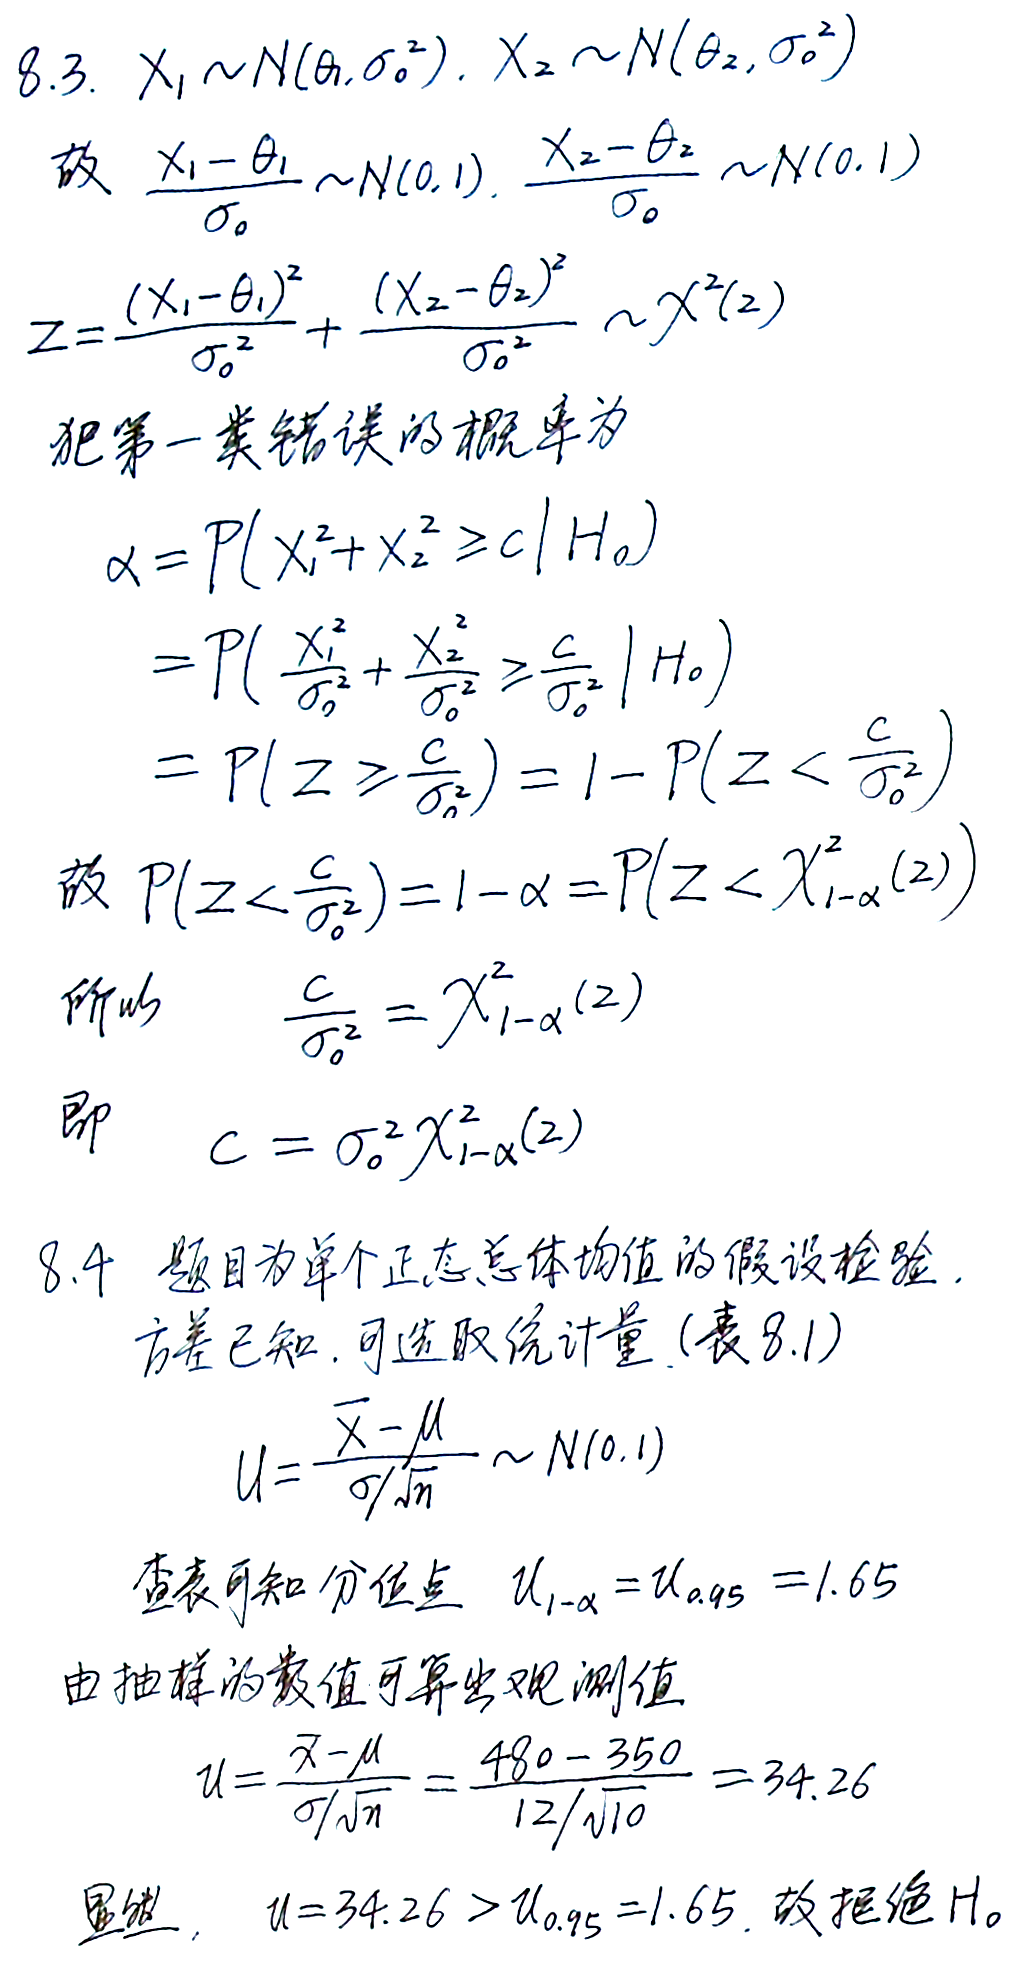 8.3. X₁~N(θ₁,σ₀²). X₂~N(θ₂,σ₀²)
故 (X₁-θ₁)/σ₀ ~N(0.1). (X₂-θ₂)/σ₀ ~N(0.1)
Z=(X₁-θ₁)²/σ₀² + (X₂-θ₂)²/σ₀² ~χ²(2)
犯第一类错误的概率为
α=P(X₁²+X₂²≥c|H₀)
=P(X₁²/σ₀²+X₂²/σ₀²≥c/σ₀²|H₀)
=P(Z≥c/σ₀²)=1-P(Z<c/σ₀²)
故 P(Z<c/σ₀²)=1-α=P(Z<χ²₁₋α(2))
所以 c/σ₀²=χ²₁₋α(2)
即 c=σ₀²χ²₁₋α(2)
8.4 题目为单个正态总体均值的假设检验.
方差已知.可选取统计量.(表8.1)
U=(X̄-μ)/(σ/√n) ~N(0.1)
查表可知分位点 u₁₋α=u₀.₉₅=1.65
由抽样的数值可算出观测值
u=(x̄-μ)/(σ/√n)=(480-350)/(12/√10)=34.26
显然, u=34.26>u₀.₉₅=1.65.故拒绝H₀